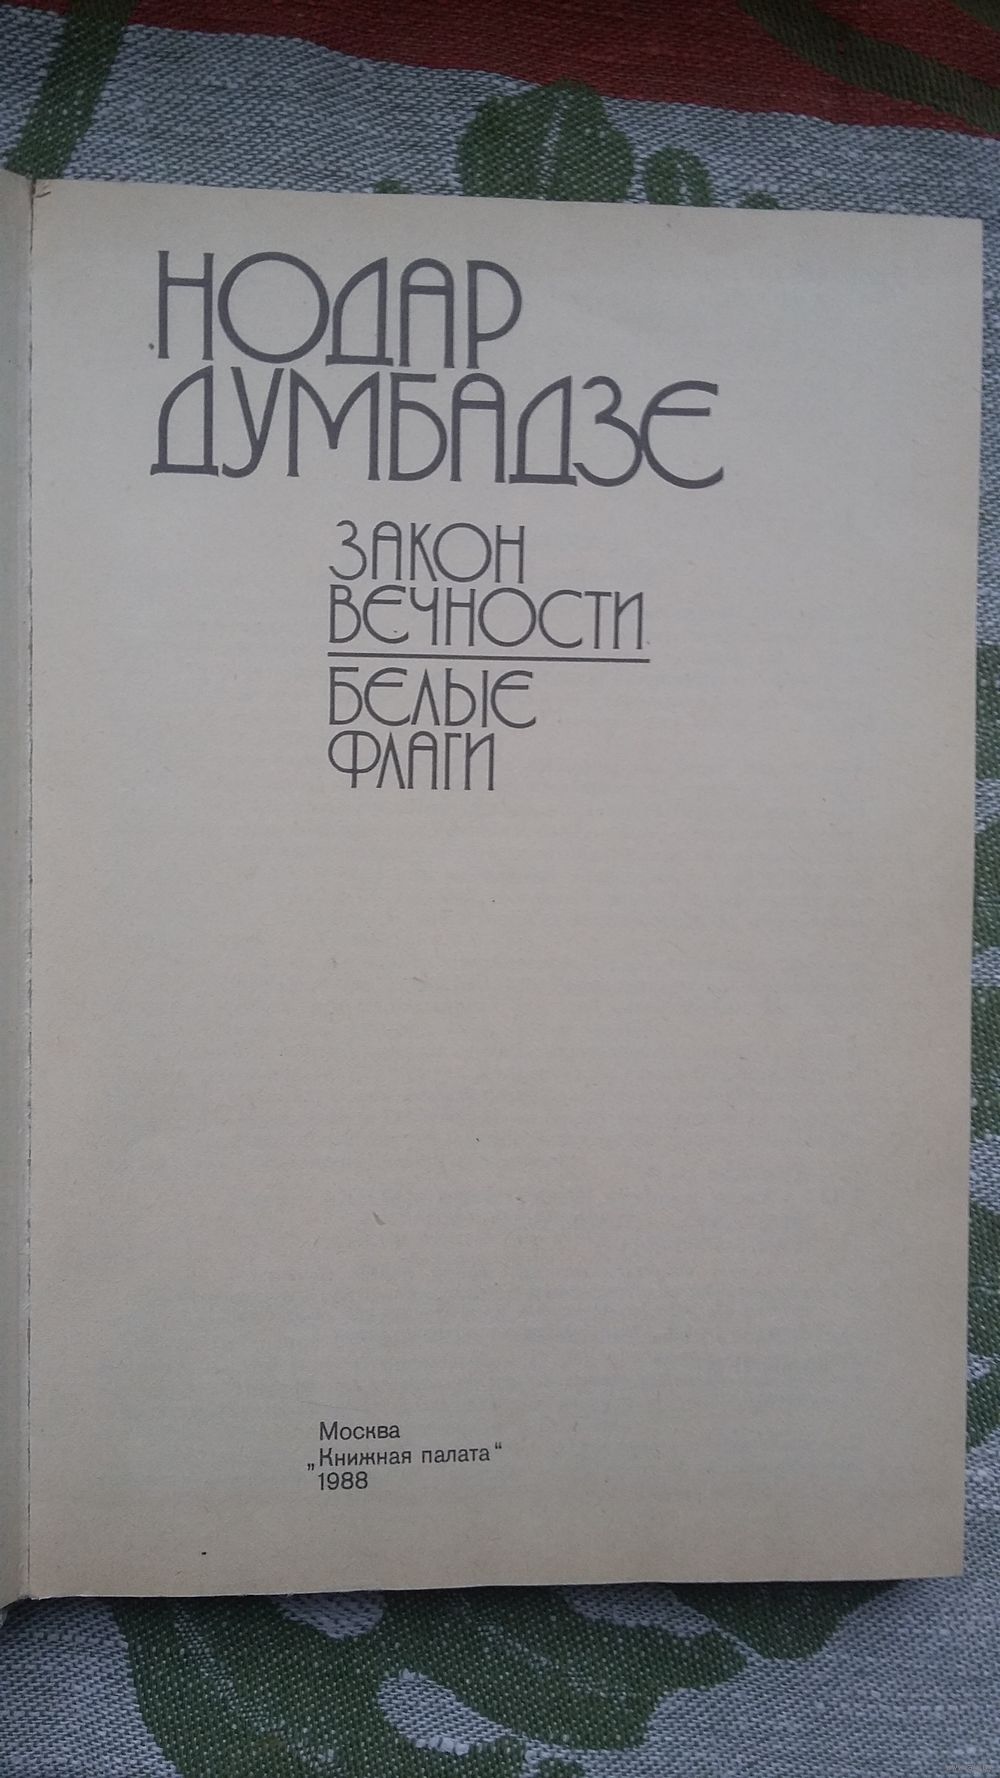 НОДАР
ДУМБАДЗЕ
ЗАКОН
ВЕЧНОСТИ
БЕЛЫЕ
ФЛАГИ
Москва
„Книжная палата“
1988